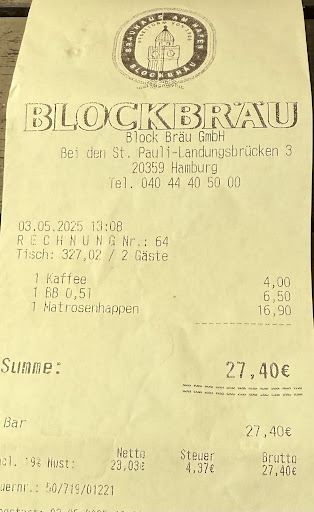 BRAUHAUS AM HAFEN
BLOCKBRÄU
BLOCKBRÄU
Block Bräu GmbH
Bei den St. Pauli-Landungsbrücken 3
20359 Hamburg
Tel. 040 44 40 50 00
03.05.2025 13:08
R E C H N U N G Nr.: 64
Tisch: 327,02 / 2 Gäste
1 Kaffee 4,00
1 BB 0,5l 6,50
1 Matrosenhappen 16,90
Summe: 27,40€
Bar 27,40€
Netto Steuer Brutto
ncl. 19% Mwst: 23,03€ 4,37€ 27,40€
uernr.: 50/719/01221